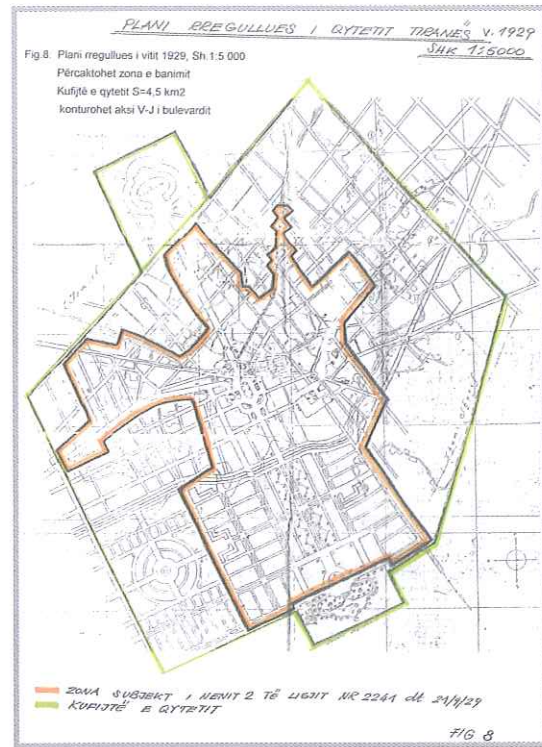 PLANI RREGULLUES I QYTETIT TIRANËS V. 1929
SHK 1:5000
Fig.8. Plani rregullues i vitit 1929, Sh.1:5 000
Përcaktohet zona e banimit
Kufijtë e qytetit S=4,5 km2
konturohet aksi V-J i bulevardit
ZONA SUBJEKT I NENIT 2 TË LIGJIT NR 2241 dt 21/9/29
KUFIJTË E QYTETIT
FIG 8